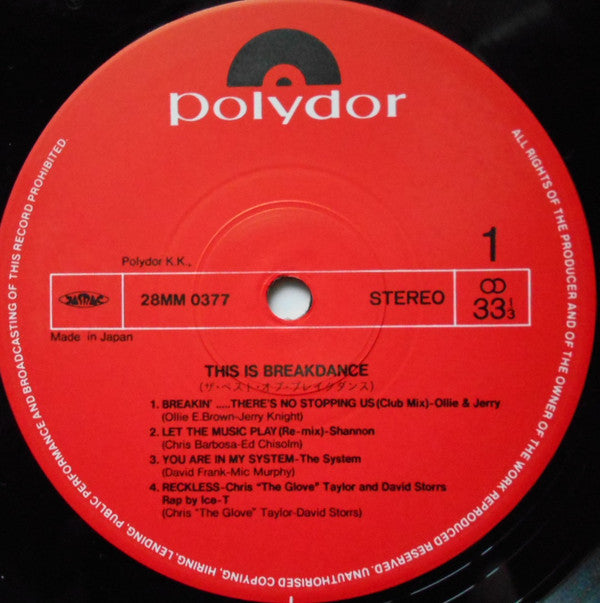 polydor
1
Polydor K.K.,
JASRAC
28MM 0377
STEREO
33 1/3
Made in Japan
THIS IS BREAKDANCE
(ザ・ベスト・オブ・ブレイクダンス)
1. BREAKIN' .....THERE'S NO STOPPING US(Club Mix)-Ollie & Jerry
(Ollie E.Brown-Jerry Knight)
2. LET THE MUSIC PLAY(Re-mix)-Shannon
(Chris Barbosa-Ed Chisolm)
3. YOU ARE IN MY SYSTEM-The System
(David Frank-Mic Murphy)
4. RECKLESS-Chris "The Glove" Taylor and David Storrs
Rap by Ice-T
(Chris "The Glove" Taylor-David Storrs)
ALL RIGHTS OF THE PRODUCER AND OF THE OWNER OF THE WORK REPRODUCED RESERVED. UNAUTHORISED COPYING, HIRING, LENDING, PUBLIC PERFORMANCE AND BROADCASTING OF THIS RECORD PROHIBITED.